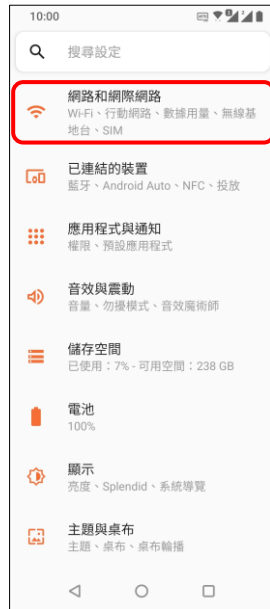 10:00
搜尋設定
網路和網際網路
Wi-Fi、行動網路、數據用量、無線基
地台、SIM
已連結的裝置
藍牙、Android Auto、NFC、投放
應用程式與通知
權限、預設應用程式
音效與震動
音量、勿擾模式、音效魔術師
儲存空間
已使用：7% - 可用空間：238 GB
電池
100%
顯示
亮度、Splendid、系統導覽
主題與桌布
主題、桌布、桌布輪播